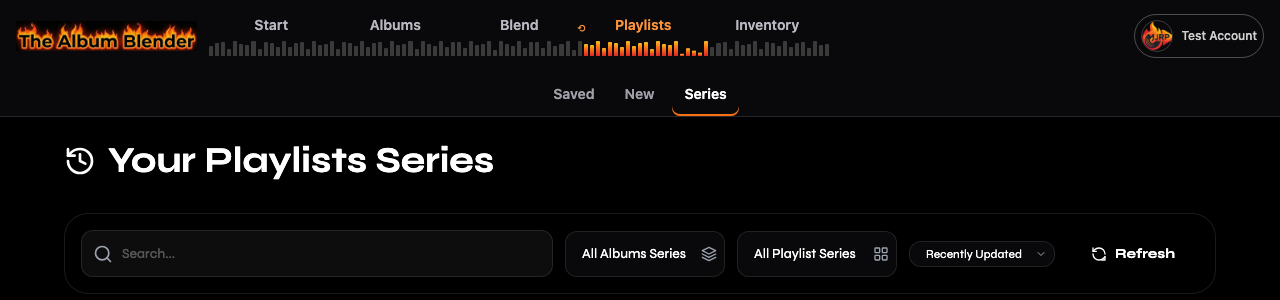 The Album Blender
Start Albums Blend Playlists Inventory
Test Account
Saved New Series
Your Playlists Series
Search... All Albums Series All Playlist Series Recently Updated Refresh